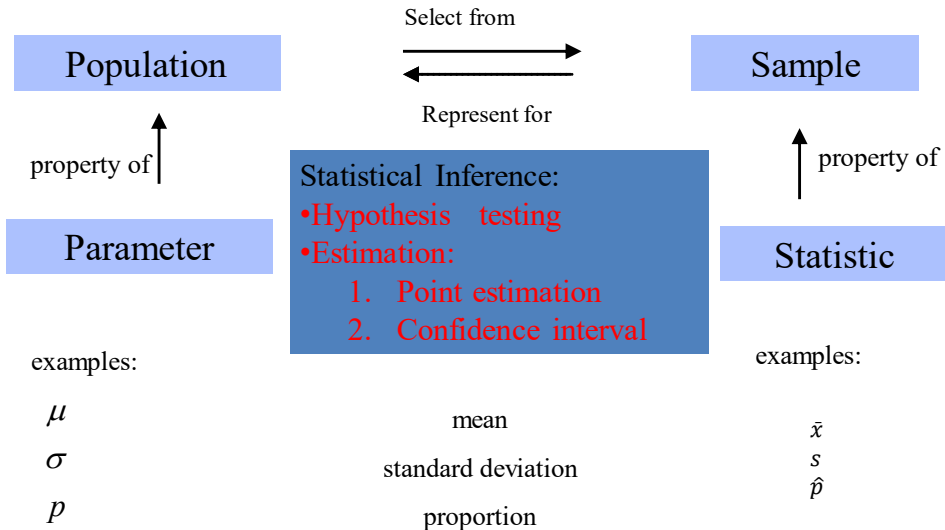 Select from
Population
Sample
Represent for
property of
property of
Statistical Inference:
•Hypothesis testing
•Estimation:
1. Point estimation
2. Confidence interval
Parameter
Statistic
examples:
examples:
μ
mean
x̄
σ
standard deviation
s
p
proportion
p̂